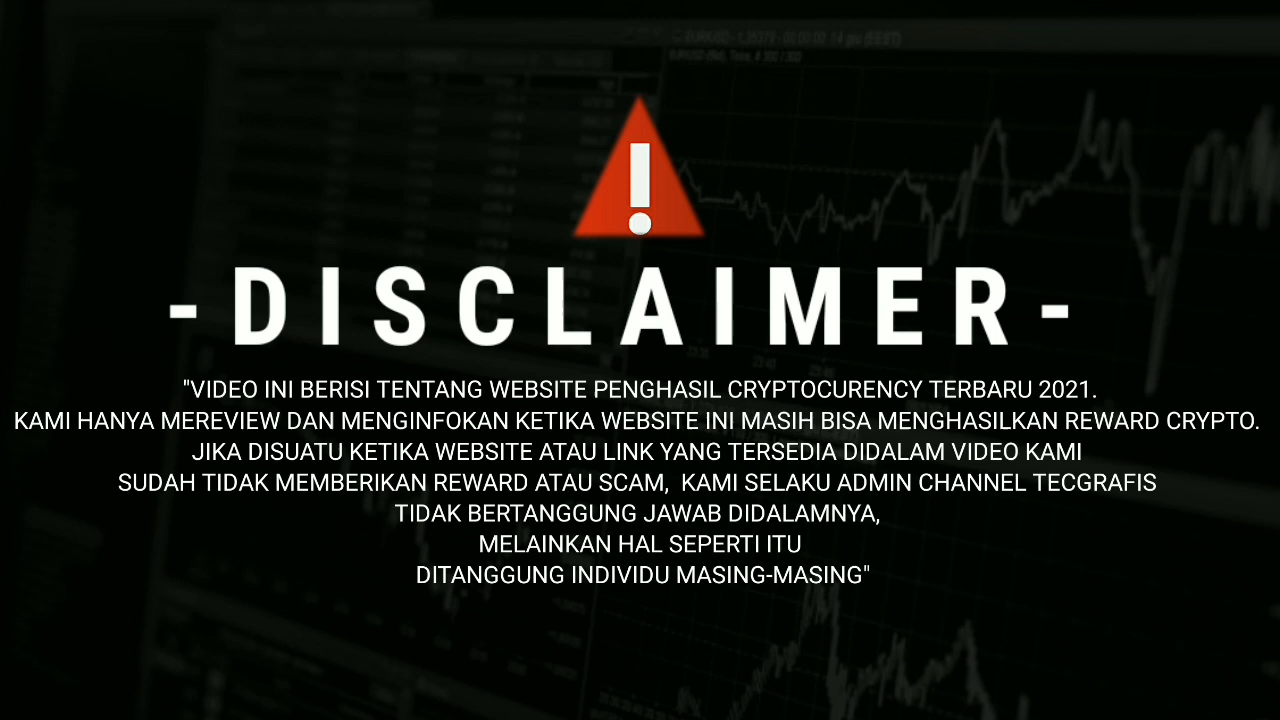 !
- DISCLAIMER -
"VIDEO INI BERISI TENTANG WEBSITE PENGHASIL CRYPTOCURENCY TERBARU 2021.
KAMI HANYA MEREVIEW DAN MENGINFOKAN KETIKA WEBSITE INI MASIH BISA MENGHASILKAN REWARD CRYPTO.
JIKA DISUATU KETIKA WEBSITE ATAU LINK YANG TERSEDIA DIDALAM VIDEO KAMI
SUDAH TIDAK MEMBERIKAN REWARD ATAU SCAM, KAMI SELAKU ADMIN CHANNEL TECGRAFIS
TIDAK BERTANGGUNG JAWAB DIDALAMNYA,
MELAINKAN HAL SEPERTI ITU
DITANGGUNG INDIVIDU MASING-MASING"